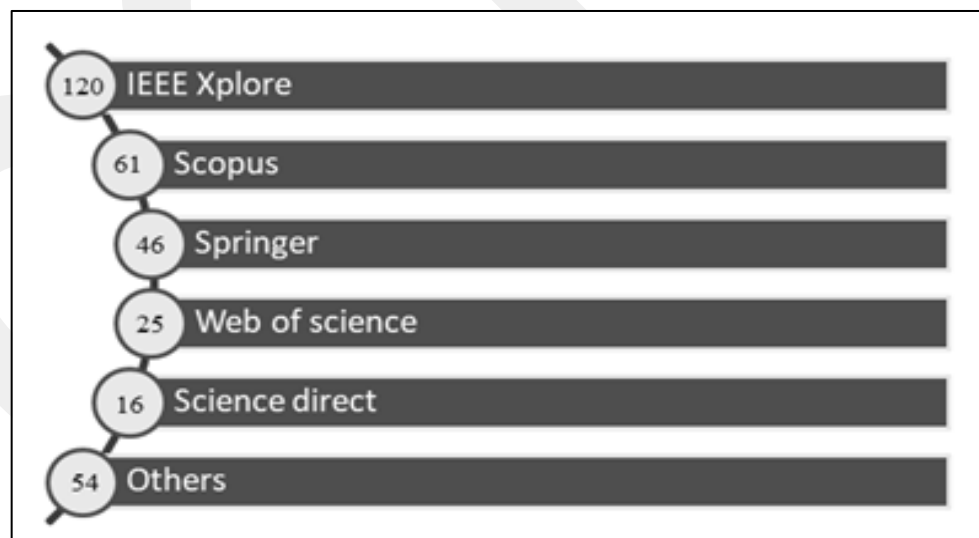 120 IEEE Xplore
61 Scopus
46 Springer
25 Web of science
16 Science direct
54 Others